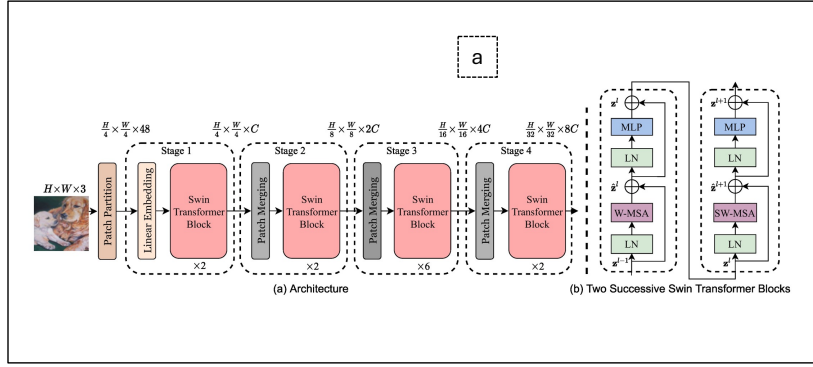 a
H/4 × W/4 × 48
H/4 × W/4 × C
H/8 × W/8 × 2C
H/16 × W/16 × 4C
H/32 × W/32 × 8C
Stage 1
Stage 2
Stage 3
Stage 4
H×W×3
Patch Partition
Linear Embedding
Swin
Transformer
Block
×2
Patch Merging
Swin
Transformer
Block
×2
Patch Merging
Swin
Transformer
Block
×6
Patch Merging
Swin
Transformer
Block
×2
(a) Architecture
z^l
MLP
LN
ẑ^l
W-MSA
LN
z^{l-1}
z^{l+1}
MLP
LN
ẑ^{l+1}
SW-MSA
LN
z^l
(b) Two Successive Swin Transformer Blocks